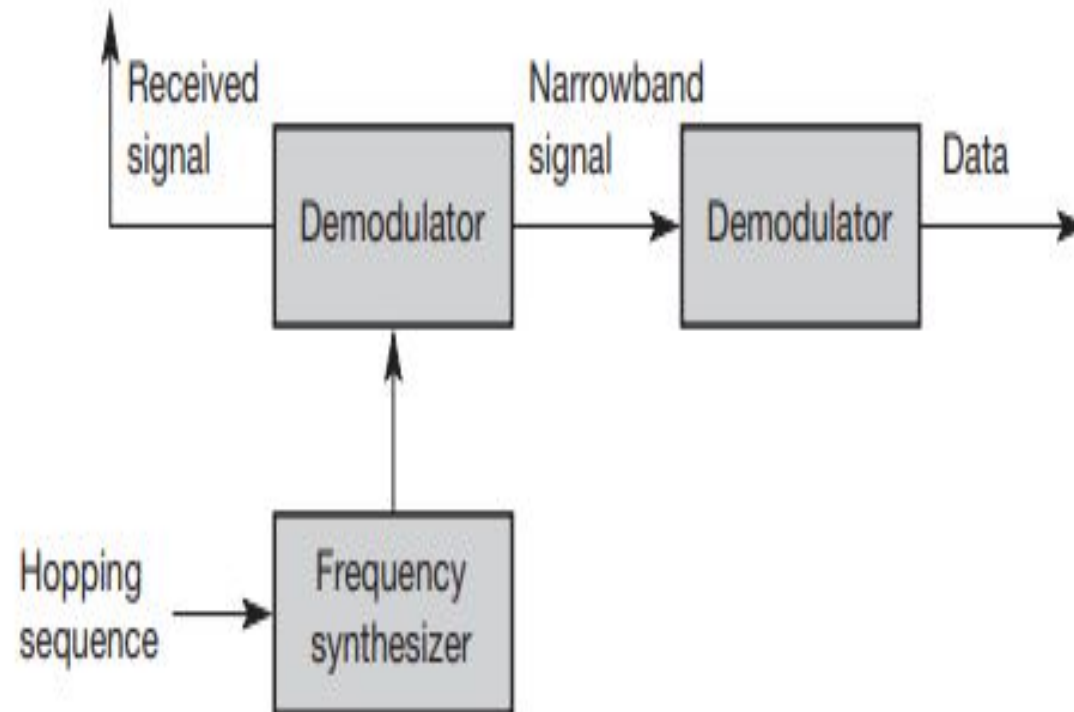 Received
signal
Narrowband
signal
Data
Demodulator
Demodulator
Hopping
sequence
Frequency
synthesizer